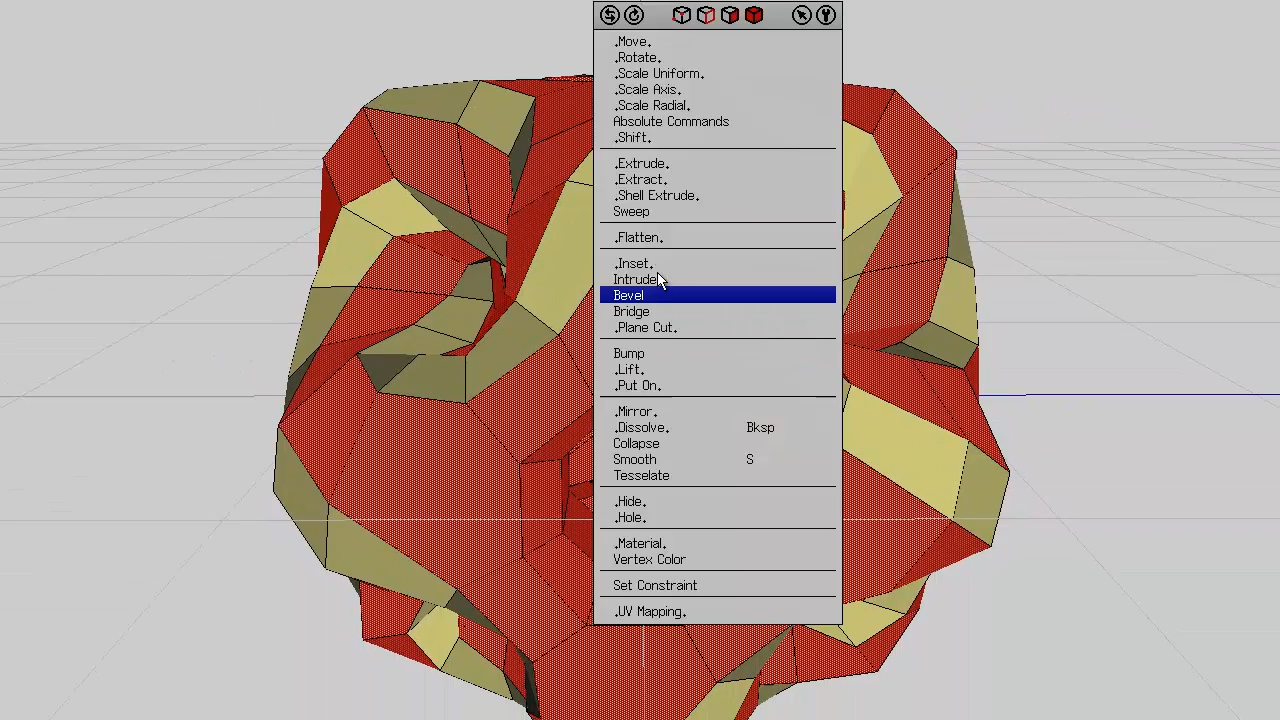 .Move.
.Rotate.
.Scale Uniform.
.Scale Axis.
.Scale Radial.
Absolute Commands
.Shift.
.Extrude.
.Extract.
.Shell Extrude.
Sweep
.Flatten.
.Inset.
Intrude
Bevel
Bridge
.Plane Cut.
Bump
.Lift.
.Put On.
.Mirror.
.Dissolve. Bksp
Collapse
Smooth S
Tesselate
.Hide.
.Hole.
.Material.
Vertex Color
Set Constraint
.UV Mapping.